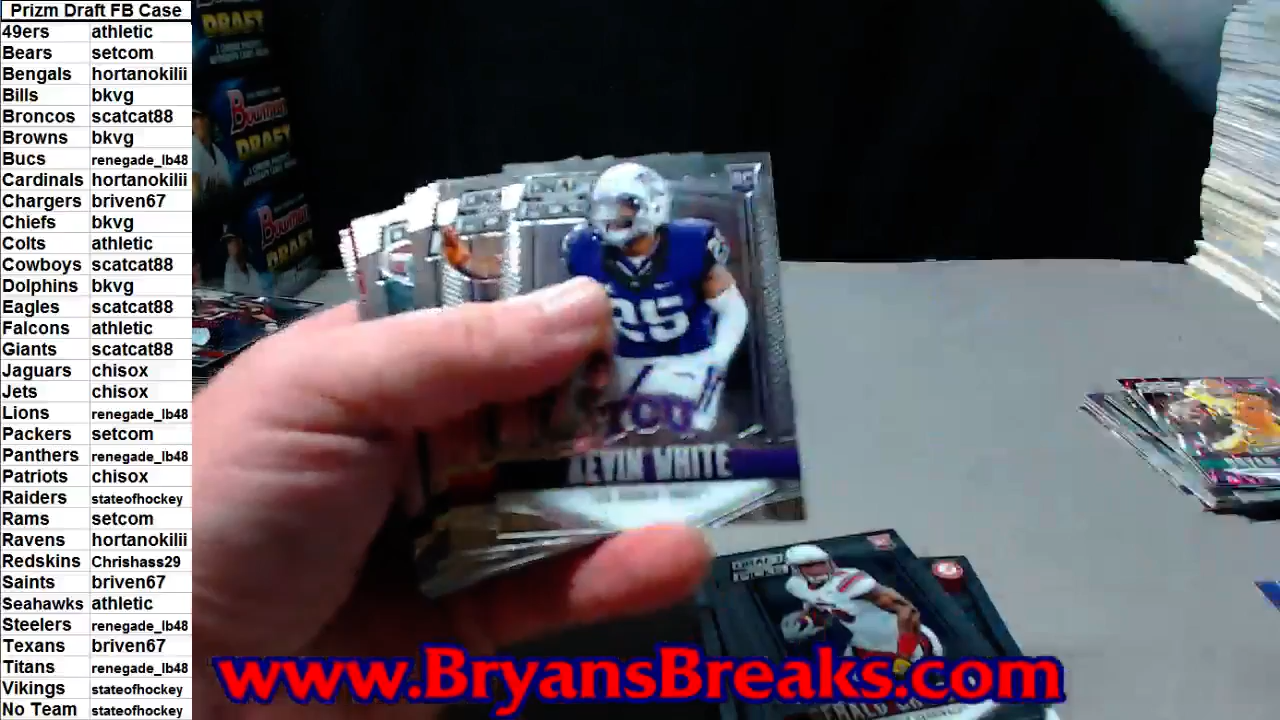 Prizm Draft FB Case
49ers athletic
Bears setcom
Bengals hortanokilii
Bills bkvg
Broncos scatcat88
Browns bkvg
Bucs renegade_lb48
Cardinals hortanokilii
Chargers briven67
Chiefs bkvg
Colts athletic
Cowboys scatcat88
Dolphins bkvg
Eagles scatcat88
Falcons athletic
Giants scatcat88
Jaguars chisox
Jets chisox
Lions renegade_lb48
Packers setcom
Panthers renegade_lb48
Patriots chisox
Raiders stateofhockey
Rams setcom
Ravens hortanokilii
Redskins Chrishass29
Saints briven67
Seahawks athletic
Steelers renegade_lb48
Texans briven67
Titans renegade_lb48
Vikings stateofhockey
No Team stateofhockey
DRAFT
Bowman
DRAFT
RC
25
TCU
KEVIN WHITE
DRAFT
PICKS
www.BryansBreaks.com